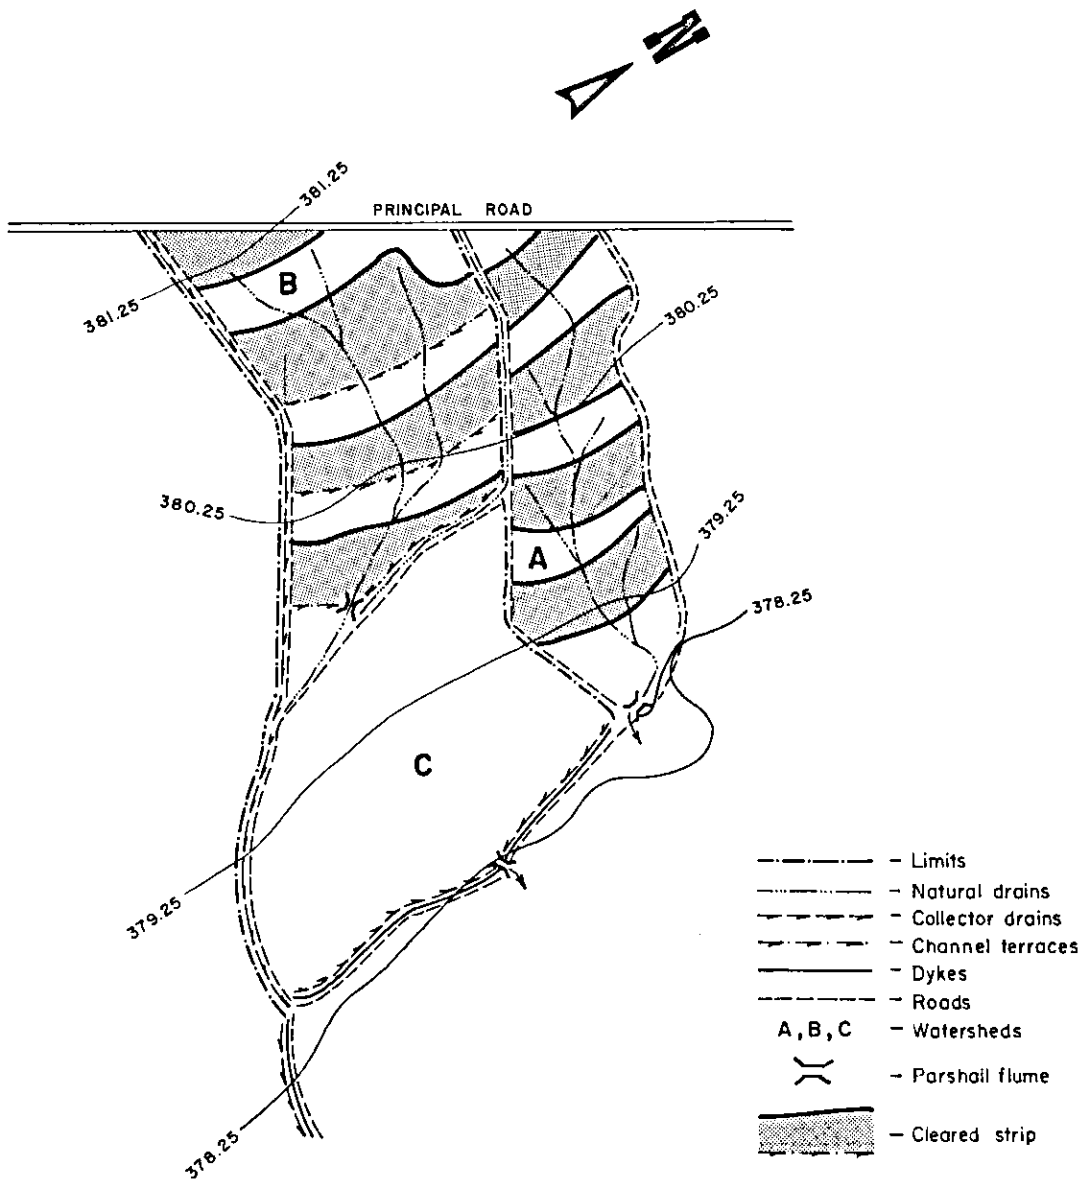 N
381.25
PRINCIPAL ROAD
B
381.25
380.25
380.25
A
379.25
378.25
C
379.25
378.25
- Limits
- Natural drains
- Collector drains
- Channel terraces
- Dykes
- Roads
A, B, C - Watersheds
- Parshall flume
- Cleared strip